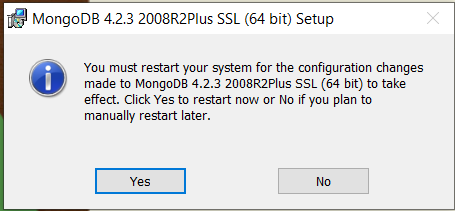 MongoDB 4.2.3 2008R2Plus SSL (64 bit) Setup
You must restart your system for the configuration changes
made to MongoDB 4.2.3 2008R2Plus SSL (64 bit) to take
effect. Click Yes to restart now or No if you plan to
manually restart later.
Yes
No